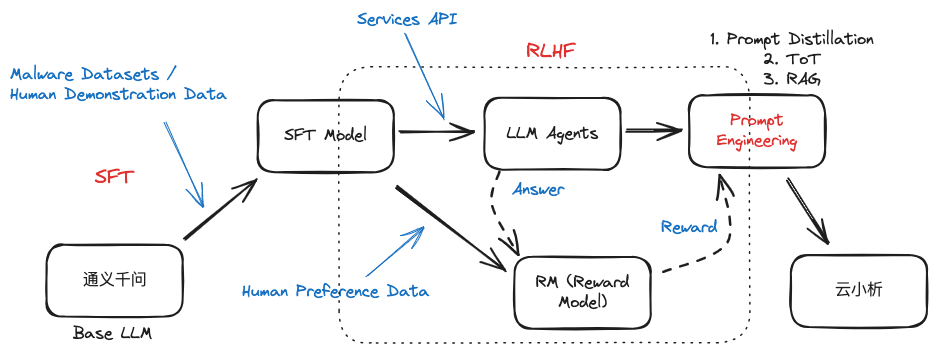 Services API
RLHF
1. Prompt Distillation
2. ToT
3. RAG
Malware Datasets /
Human Demonstration Data
SFT Model
LLM Agents
Prompt
Engineering
SFT
Answer
Reward
通义千问
Human Preference Data
RM (Reward
Model)
云小析
Base LLM